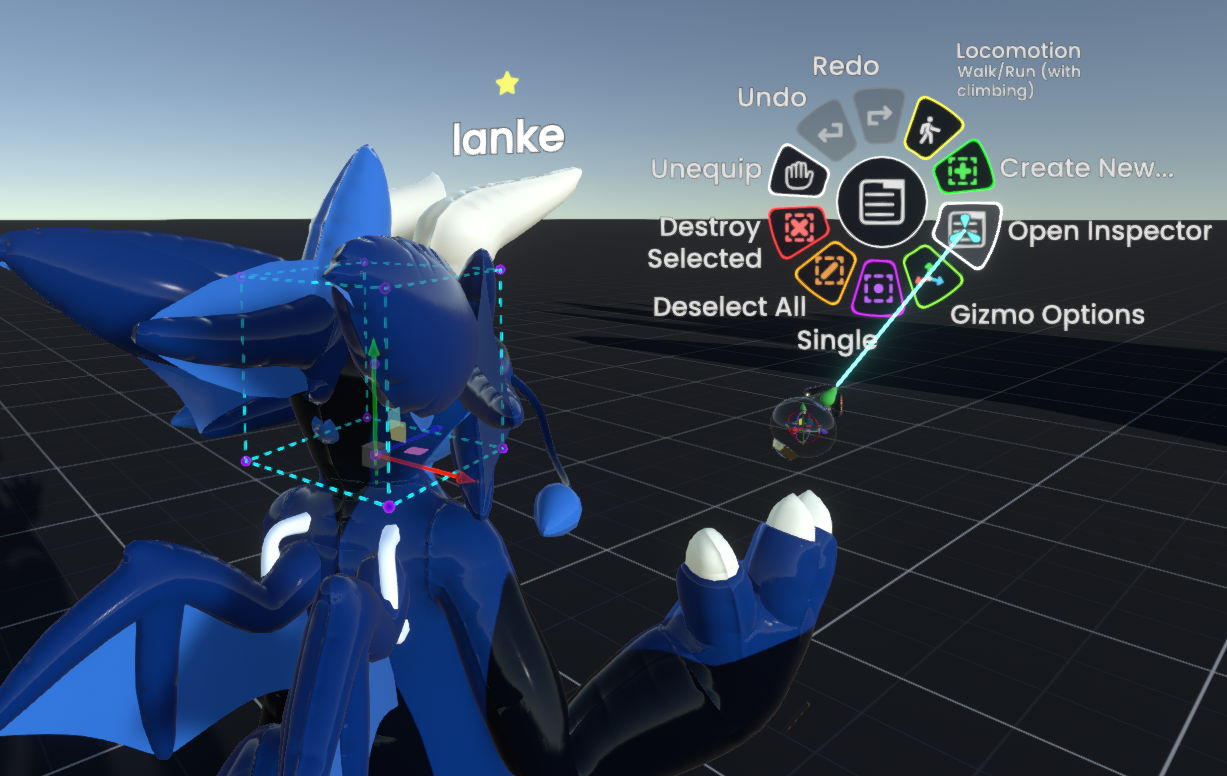 lanke
Redo
Locomotion
Walk/Run (with
climbing)
Undo
Unequip
Create New...
Destroy
Selected
Open Inspector
Deselect All
Gizmo Options
Single